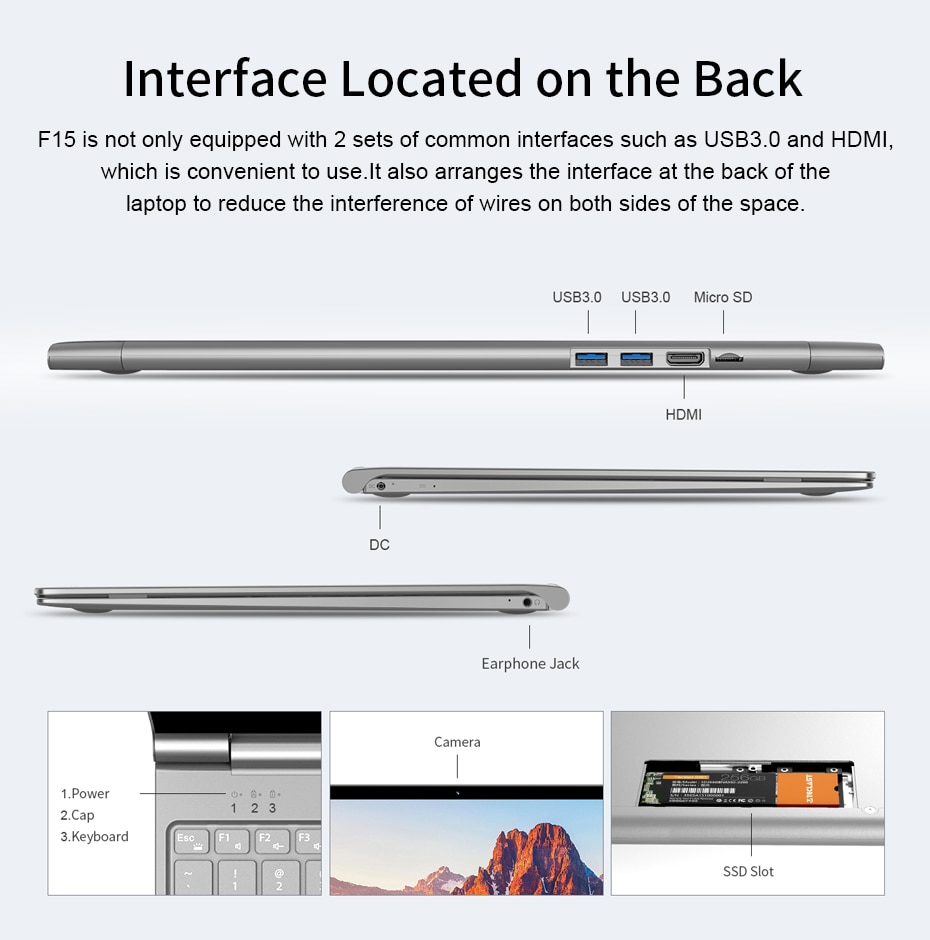 Interface Located on the Back
F15 is not only equipped with 2 sets of common interfaces such as USB3.0 and HDMI,
which is convenient to use.It also arranges the interface at the back of the
laptop to reduce the interference of wires on both sides of the space.
USB3.0 USB3.0 Micro SD
HDMI
DC
DC
Earphone Jack
1.Power
2.Cap
3.Keyboard
1 2 3
Esc F1 F2 F3
~ ! @
1 2
Camera
256GB
SSD Slot